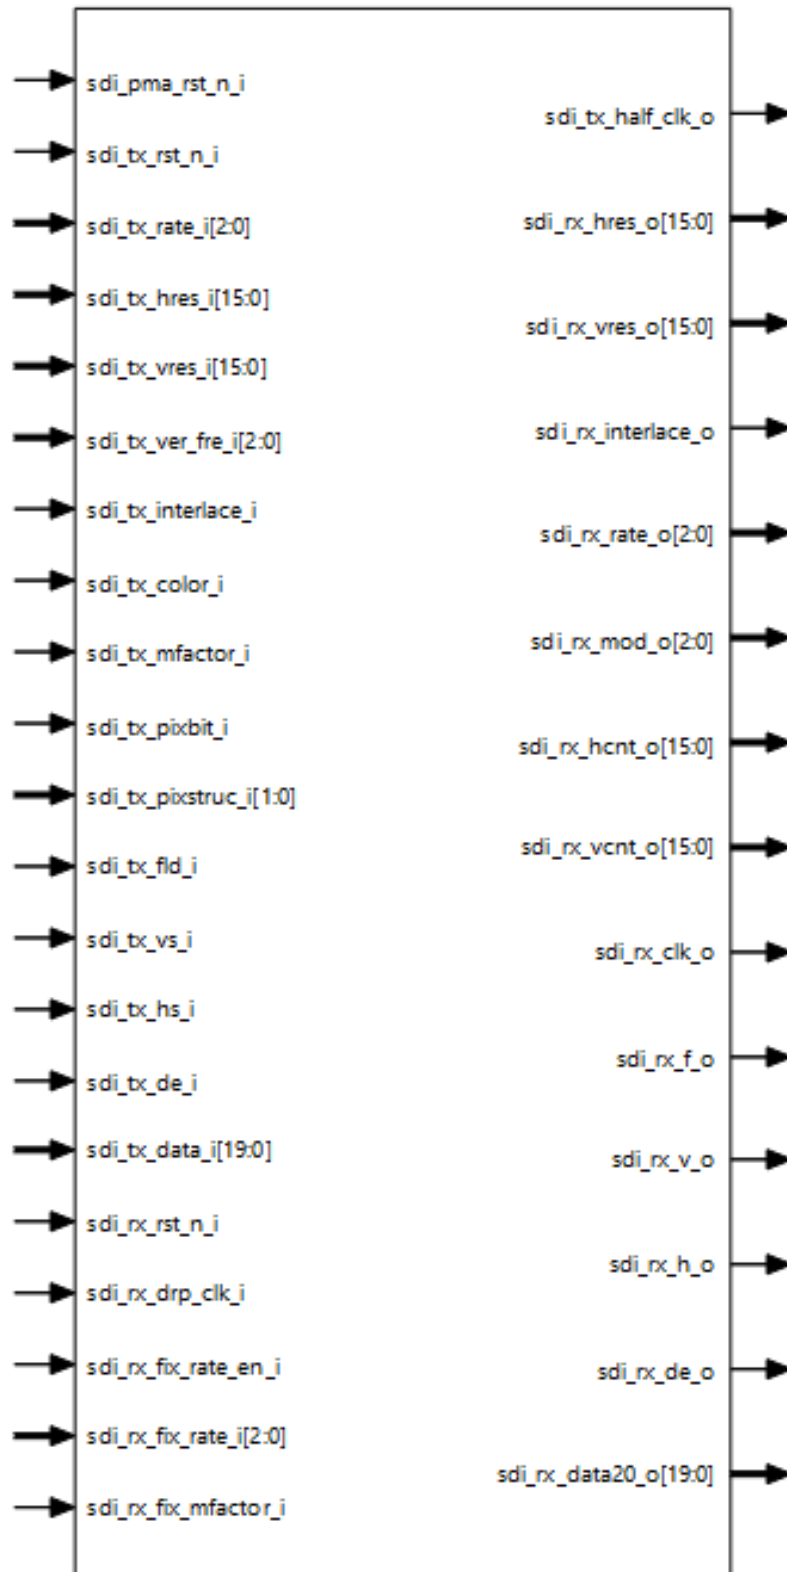 sdi_pma_rst_n_i
sdi_tx_rst_n_i
sdi_tx_rate_i[2:0]
sdi_tx_hres_i[15:0]
sdi_tx_vres_i[15:0]
sdi_tx_ver_fre_i[2:0]
sdi_tx_interlace_i
sdi_tx_color_i
sdi_tx_mfactor_i
sdi_tx_pixbit_i
sdi_tx_pixstruc_i[1:0]
sdi_tx_fld_i
sdi_tx_vs_i
sdi_tx_hs_i
sdi_tx_de_i
sdi_tx_data_i[19:0]
sdi_rx_rst_n_i
sdi_rx_drp_clk_i
sdi_rx_fix_rate_en_i
sdi_rx_fix_rate_i[2:0]
sdi_rx_fix_mfactor_i
sdi_tx_half_clk_o
sdi_rx_hres_o[15:0]
sdi_rx_vres_o[15:0]
sdi_rx_interlace_o
sdi_rx_rate_o[2:0]
sdi_rx_mod_o[2:0]
sdi_rx_hcnt_o[15:0]
sdi_rx_vcnt_o[15:0]
sdi_rx_clk_o
sdi_rx_f_o
sdi_rx_v_o
sdi_rx_h_o
sdi_rx_de_o
sdi_rx_data20_o[19:0]